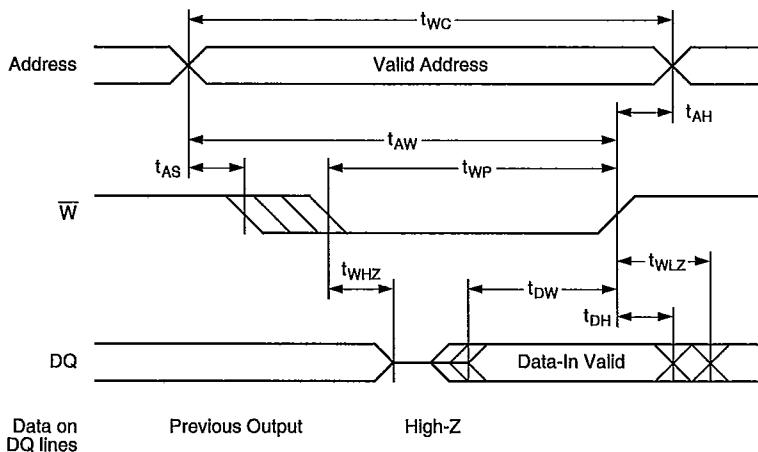 tWC
Address
Valid Address
tAH
tAW
tAS
tWP
W
tWHZ
tWLZ
tDW
tDH
DQ
Data-In Valid
Data on
DQ lines
Previous Output
High-Z